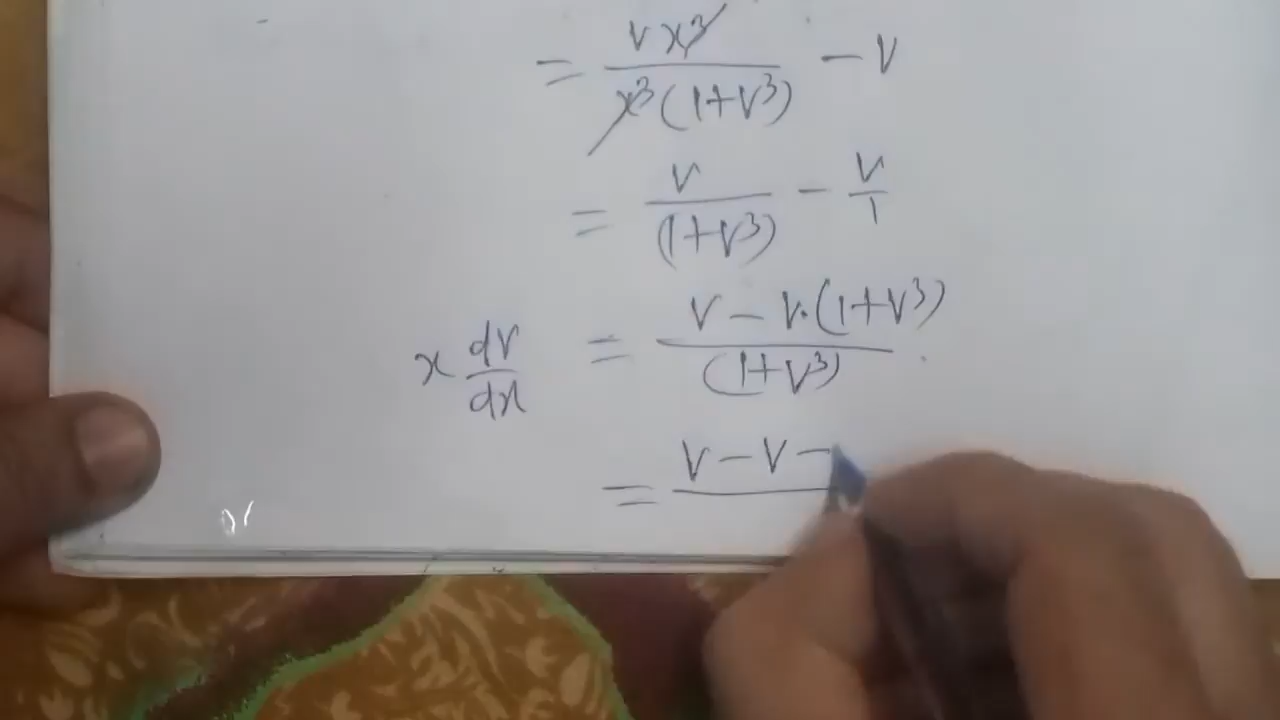 = vx³/x³(1+v³) - v
= v/(1+v³) - v/1
x dv/dx = v - v.(1+v³)/(1+v³)
= v - v -